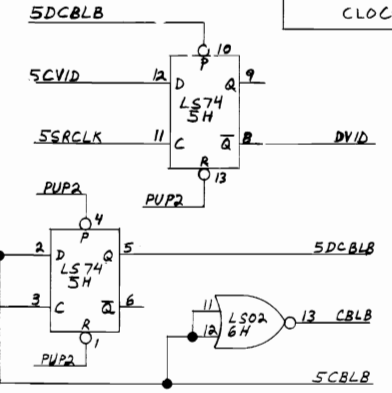 5DCBLB
CLOC
10
P
5CVID 12 D Q 9
LS74
5H
5SRCLK 11 C Q 8 DVID
R
13
PUP2
PUP2
4
P
2 D Q 5 5DCBLB
LS74
5H
3 C Q 6
R
1
PUP2
11 LS02 13 CBLB
12 6H
5CBLB